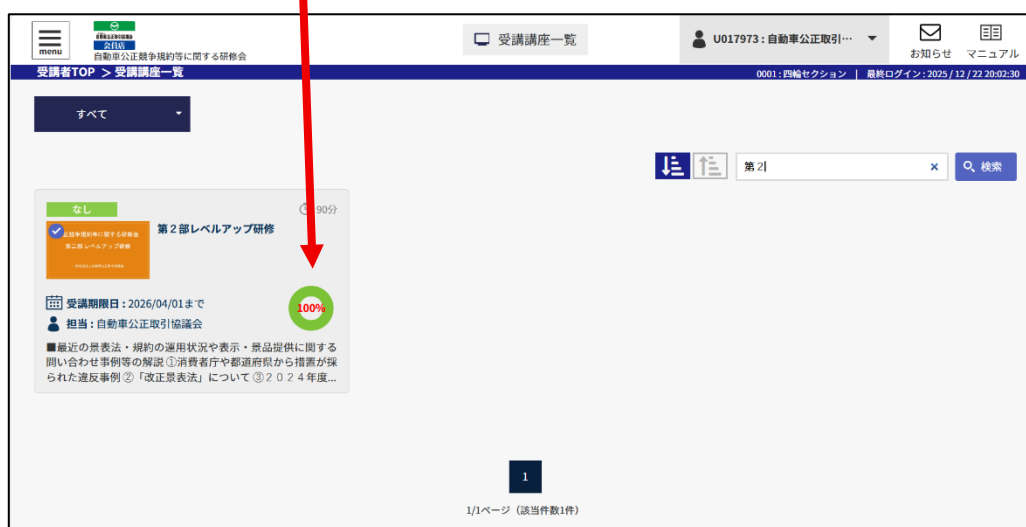 menu
会員店
自動車公正競争規約等に関する研修会
受講講座一覧
U017973 : 自動車公正取引…
お知らせ
マニュアル
受講者TOP > 受講講座一覧
0001 : 四輪セクション | 最終ログイン : 2025 / 12 / 22 20:02:30
すべて
第2
検索
なし
90分
第２部レベルアップ研修
受講期限日 : 2026/04/01まで
100%
担当 : 自動車公正取引協議会
■最近の景表法・規約の運用状況や表示・景品提供に関する
問い合わせ事例等の解説 ①消費者庁や都道府県から措置が採
られた違反事例 ② 「改正景表法」について ③２０２４年度...
1
1/1ページ（該当件数1件）